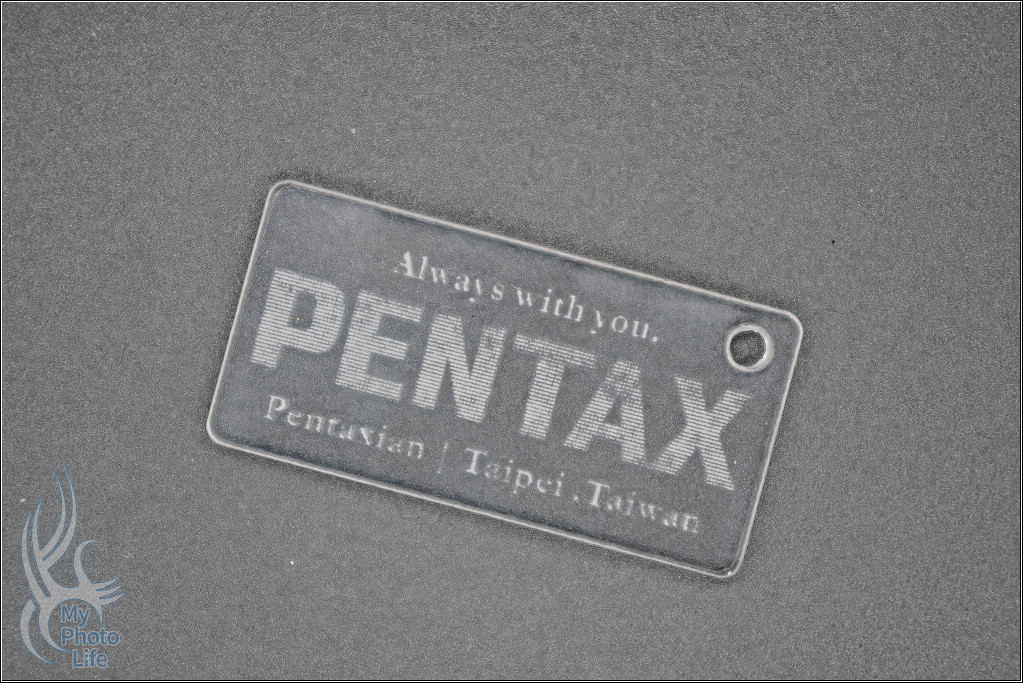 Always with you.
PENTAX
Pentaxian | Taipei . Taiwan
My
Photo
Life